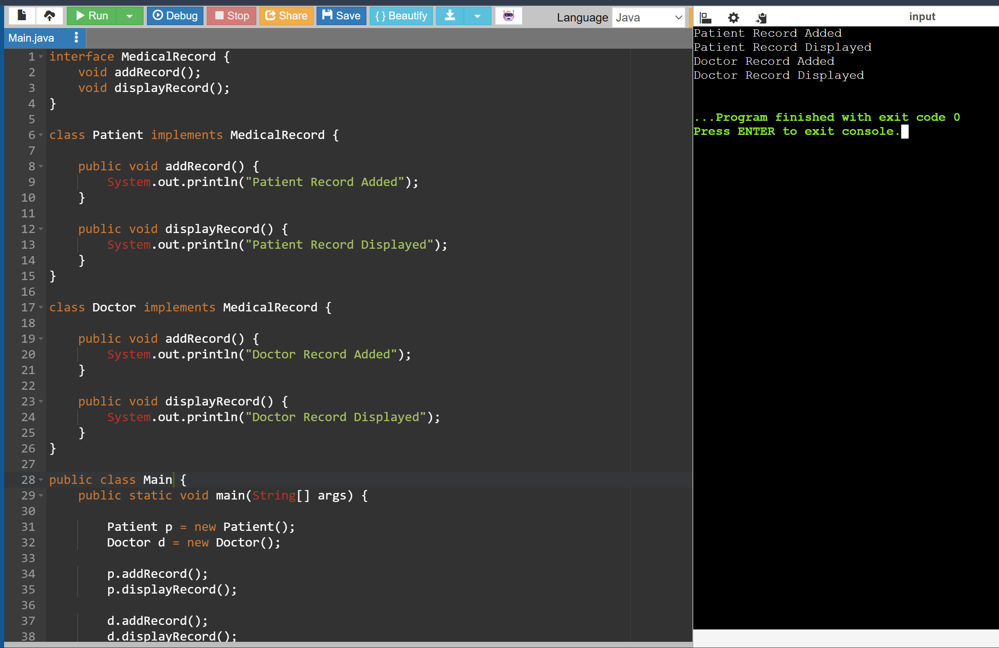 Run Debug Stop Share Save { } Beautify Language Java
Main.java
1 interface MedicalRecord {
2     void addRecord();
3     void displayRecord();
4 }
5
6 class Patient implements MedicalRecord {
7
8     public void addRecord() {
9         System.out.println("Patient Record Added");
10     }
11
12     public void displayRecord() {
13         System.out.println("Patient Record Displayed");
14     }
15 }
16
17 class Doctor implements MedicalRecord {
18
19     public void addRecord() {
20         System.out.println("Doctor Record Added");
21     }
22
23     public void displayRecord() {
24         System.out.println("Doctor Record Displayed");
25     }
26 }
27
28 public class Main {
29     public static void main(String[] args) {
30
31         Patient p = new Patient();
32         Doctor d = new Doctor();
33
34         p.addRecord();
35         p.displayRecord();
36
37         d.addRecord();
38         d.displayRecord();
input
Patient Record Added
Patient Record Displayed
Doctor Record Added
Doctor Record Displayed
...Program finished with exit code 0
Press ENTER to exit console.